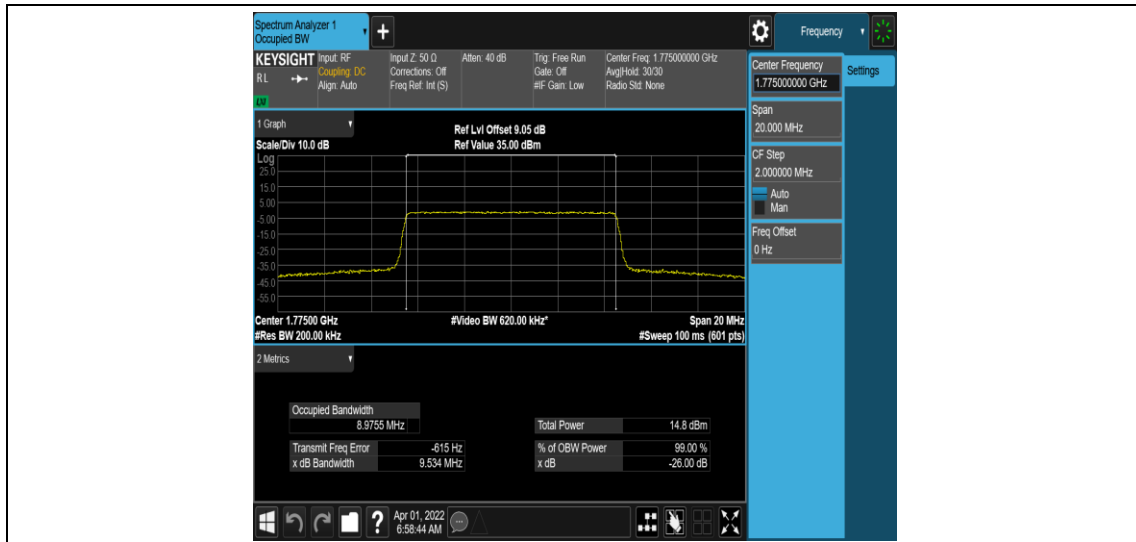 Spectrum Analyzer 1
Occupied BW
+
Frequency
KEYSIGHT Input: RF Input Z: 50 Ω Atten: 40 dB Trig: Free Run Center Freq: 1.775000000 GHz
RL Coupling: DC Corrections: Off Gate: Off Avg|Hold: 30/30
Align: Auto Freq Ref: Int (S) #IF Gain: Low Radio Std: None
LXI
Center Frequency
1.775000000 GHz
Settings
Span
20.000 MHz
CF Step
2.000000 MHz
Auto
Man
Freq Offset
0 Hz
1 Graph
Ref Lvl Offset 9.05 dB
Scale/Div 10.0 dB Ref Value 35.00 dBm
Log
25.0
15.0
5.00
-5.00
-15.0
-25.0
-35.0
-45.0
-55.0
Center 1.77500 GHz #Video BW 620.00 kHz* Span 20 MHz
#Res BW 200.00 kHz #Sweep 100 ms (601 pts)
2 Metrics
Occupied Bandwidth
8.9755 MHz Total Power 14.8 dBm
Transmit Freq Error -615 Hz % of OBW Power 99.00 %
x dB Bandwidth 9.534 MHz x dB -26.00 dB
? Apr 01, 2022
6:58:44 AM